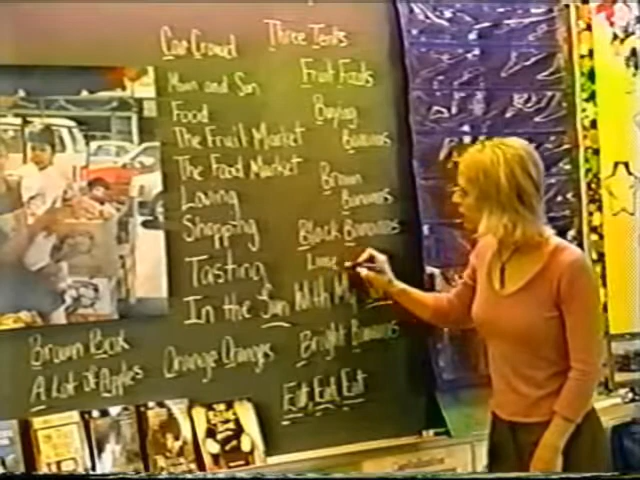 Car Crowd
Three Tents
Mom and Son
Fruit Foods
Food
Buying
Bananas
The Fruit Market
The Food Market
Brown
Bananas
Loving
Shopping
Black Bananas
Tasting
In the Sun With My
Bright Bananas
Brown Box
Orange Oranges
A Lot of Apples
Eat, Eat, Eat